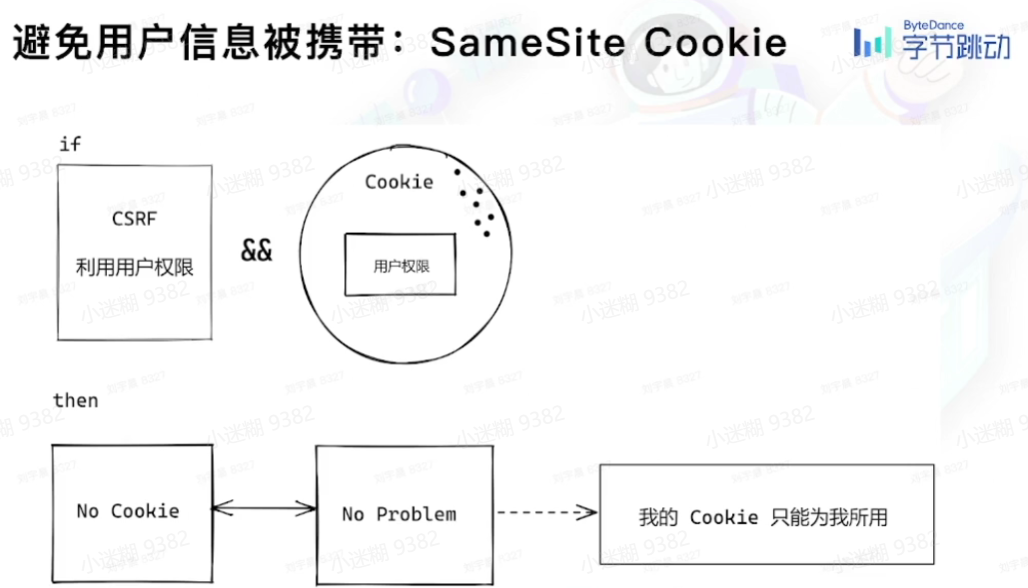 避免用户信息被携带：SameSite Cookie
ByteDance
字节跳动
if
CSRF
利用用户权限
&&
Cookie
用户权限
then
No Cookie
No Problem
我的 Cookie 只能为我所用
小迷糊 9382